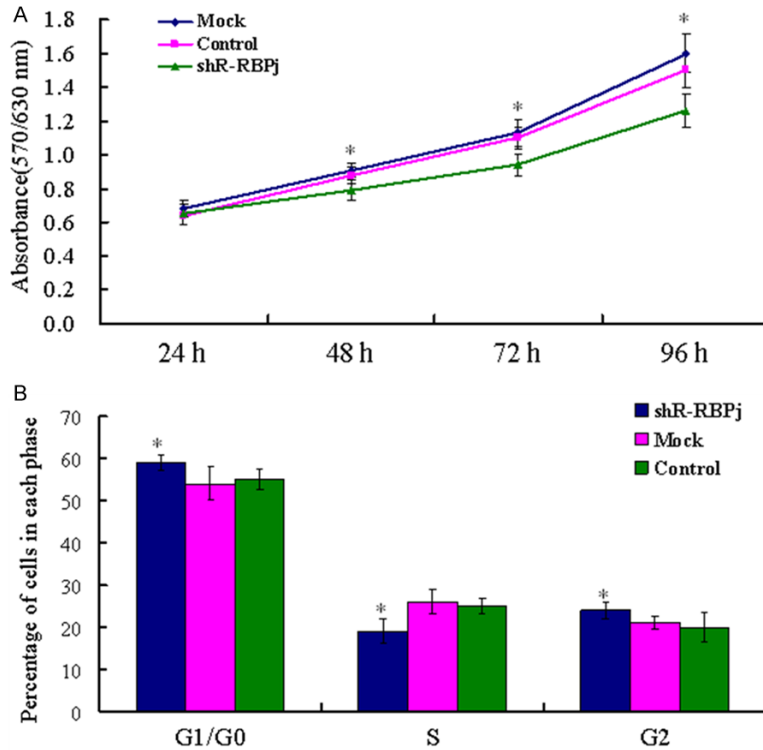 A
Absorbance(570/630 nm)
1.8
1.6
1.4
1.2
1.0
0.8
0.6
0.4
0.2
0.0
Mock
Control
shR-RBPj
*
*
*
24 h 48 h 72 h 96 h
B
Percentage of cells in each phase
70
60
50
40
30
20
10
0
shR-RBPj
Mock
Control
*
*
*
G1/G0 S G2